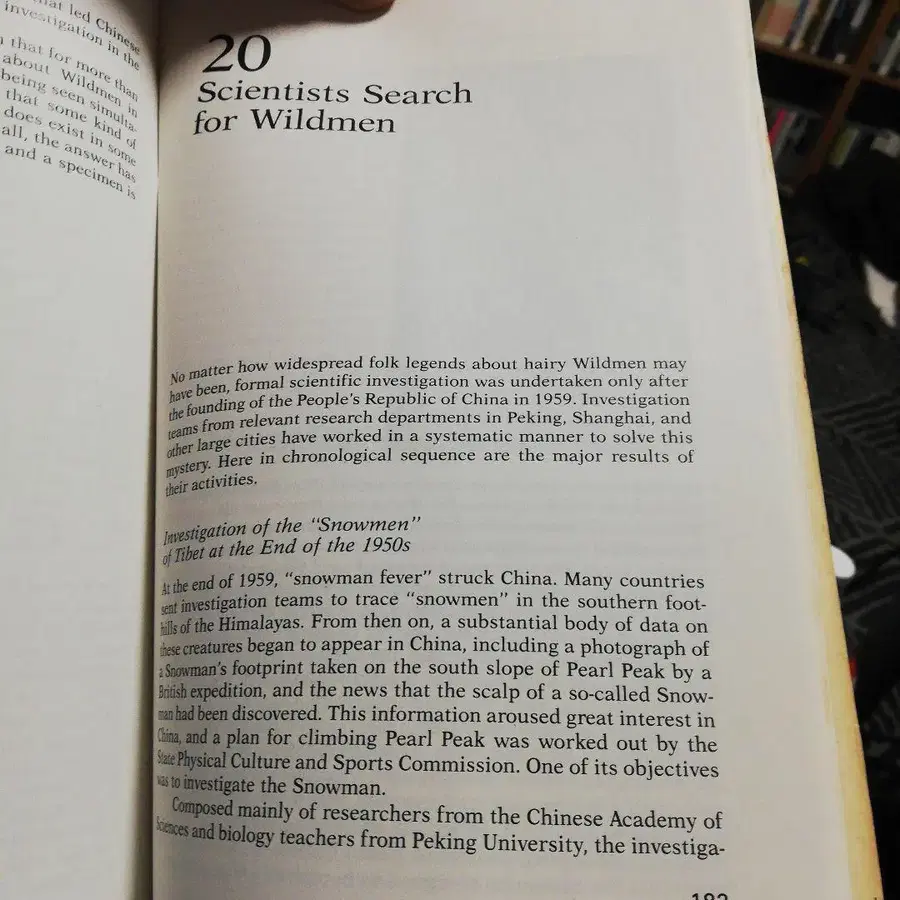 that led Chinese
investigation in the
that for more than
about Wildmen in
being seen simulta-
that some kind of
does exist in some
all, the answer has
and a specimen is
20
Scientists Search
for Wildmen
No matter how widespread folk legends about hairy Wildmen may
have been, formal scientific investigation was undertaken only after
the founding of the People's Republic of China in 1959. Investigation
teams from relevant research departments in Peking, Shanghai, and
other large cities have worked in a systematic manner to solve this
mystery. Here in chronological sequence are the major results of
their activities.
Investigation of the "Snowmen"
of Tibet at the End of the 1950s
At the end of 1959, "snowman fever" struck China. Many countries
sent investigation teams to trace "snowmen" in the southern foot-
hills of the Himalayas. From then on, a substantial body of data on
these creatures began to appear in China, including a photograph of
a Snowman's footprint taken on the south slope of Pearl Peak by a
British expedition, and the news that the scalp of a so-called Snow-
man had been discovered. This information aroused great interest in
China, and a plan for climbing Pearl Peak was worked out by the
State Physical Culture and Sports Commission. One of its objectives
was to investigate the Snowman.
Composed mainly of researchers from the Chinese Academy of
Sciences and biology teachers from Peking University, the investiga-